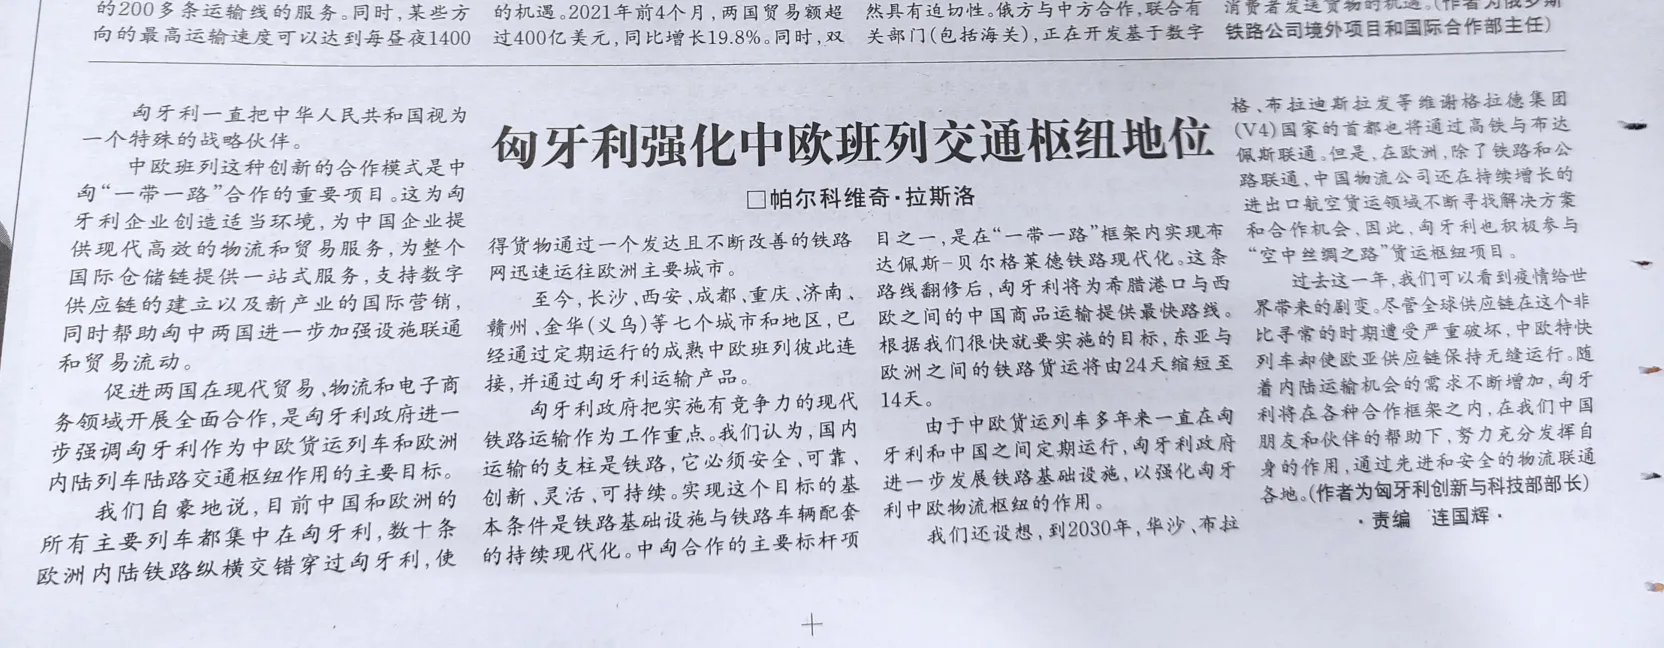 的200多条运输线的服务。同时,某些方
向的最高运输速度可以达到每昼夜1400
的机遇。2021年前4个月,两国贸易额超
过400亿美元,同比增长19.8%。同时,双
然具有迫切性。俄方与中方合作,联合有
关部门(包括海关),正在开发基于数字
消费者发送货物的机遇。(作者为俄罗斯
铁路公司境外项目和国际合作部主任)
匈牙利强化中欧班列交通枢纽地位
□帕尔科维奇·拉斯洛
匈牙利一直把中华人民共和国视为
一个特殊的战略伙伴。
中欧班列这种创新的合作模式是中
匈“一带一路”合作的重要项目。这为匈
牙利企业创造适当环境,为中国企业提
供现代高效的物流和贸易服务,为整个
国际仓储链提供一站式服务,支持数字
供应链的建立以及新产业的国际营销,
同时帮助匈中两国进一步加强设施联通
和贸易流动。
促进两国在现代贸易、物流和电子商
务领域开展全面合作,是匈牙利政府进一
步强调匈牙利作为中欧货运列车和欧洲
内陆列车陆路交通枢纽作用的主要目标。
我们自豪地说,目前中国和欧洲的
所有主要列车都集中在匈牙利,数十条
欧洲内陆铁路纵横交错穿过匈牙利,使
得货物通过一个发达且不断改善的铁路
网迅速运往欧洲主要城市。
至今,长沙、西安、成都、重庆、济南、
赣州、金华(义乌)等七个城市和地区,已
经通过定期运行的成熟中欧班列彼此连
接,并通过匈牙利运输产品。
匈牙利政府把实施有竞争力的现代
铁路运输作为工作重点。我们认为,国内
运输的支柱是铁路,它必须安全、可靠、
创新、灵活、可持续。实现这个目标的基
本条件是铁路基础设施与铁路车辆配套
的持续现代化。中匈合作的主要标杆项
目之一,是在“一带一路”框架内实现布
达佩斯-贝尔格莱德铁路现代化。这条
路线翻修后,匈牙利将为希腊港口与西
欧之间的中国商品运输提供最快路线。
根据我们很快就要实施的目标,东亚与
欧洲之间的铁路货运将由24天缩短至
14天。
由于中欧货运列车多年来一直在匈
牙利和中国之间定期运行,匈牙利政府
进一步发展铁路基础设施,以强化匈牙
利中欧物流枢纽的作用。
我们还设想,到2030年,华沙、布拉
格、布拉迪斯拉发等维谢格拉德集团
(V4)国家的首都也将通过高铁与布达
佩斯联通。但是,在欧洲,除了铁路和公
路联通,中国物流公司还在持续增长的
进出口航空货运领域不断寻找解决方案
和合作机会、因此,匈牙利也积极参与
“空中丝绸之路”货运枢纽项目。
过去这一年,我们可以看到疫情给世
界带来的剧变。尽管全球供应链在这个非
比寻常的时期遭受严重破坏,中欧特快
列车却使欧亚供应链保持无缝运行。随
着内陆运输机会的需求不断增加,匈牙
利将在各种合作框架之内,在我们中国
朋友和伙伴的帮助下,努力充分发挥自
身的作用,通过先进和安全的物流联通
各地。(作者为匈牙利创新与科技部部长)
·责编 连国辉·